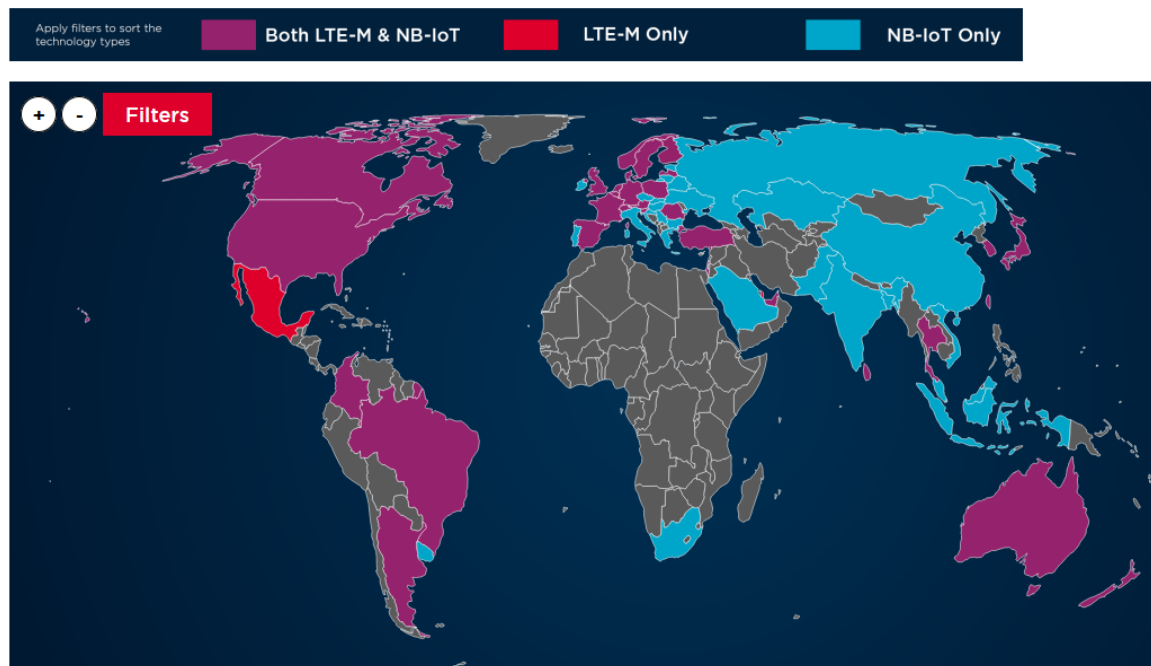 Apply filters to sort the
technology types
Both LTE-M & NB-IoT
LTE-M Only
NB-IoT Only
+
-
Filters